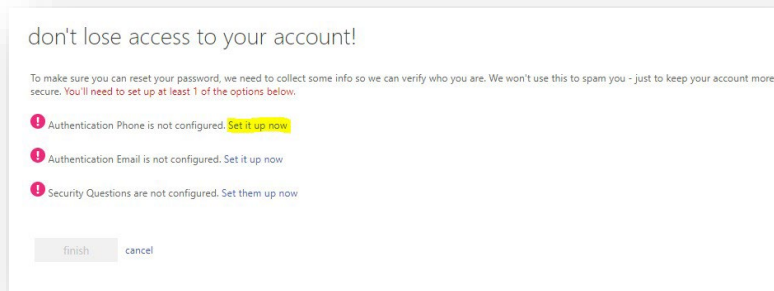 don't lose access to your account!
To make sure you can reset your password, we need to collect some info so we can verify who you are. We won't use this to spam you - just to keep your account more
secure. You'll need to set up at least 1 of the options below.
! Authentication Phone is not configured. Set it up now
! Authentication Email is not configured. Set it up now
! Security Questions are not configured. Set them up now
finish cancel